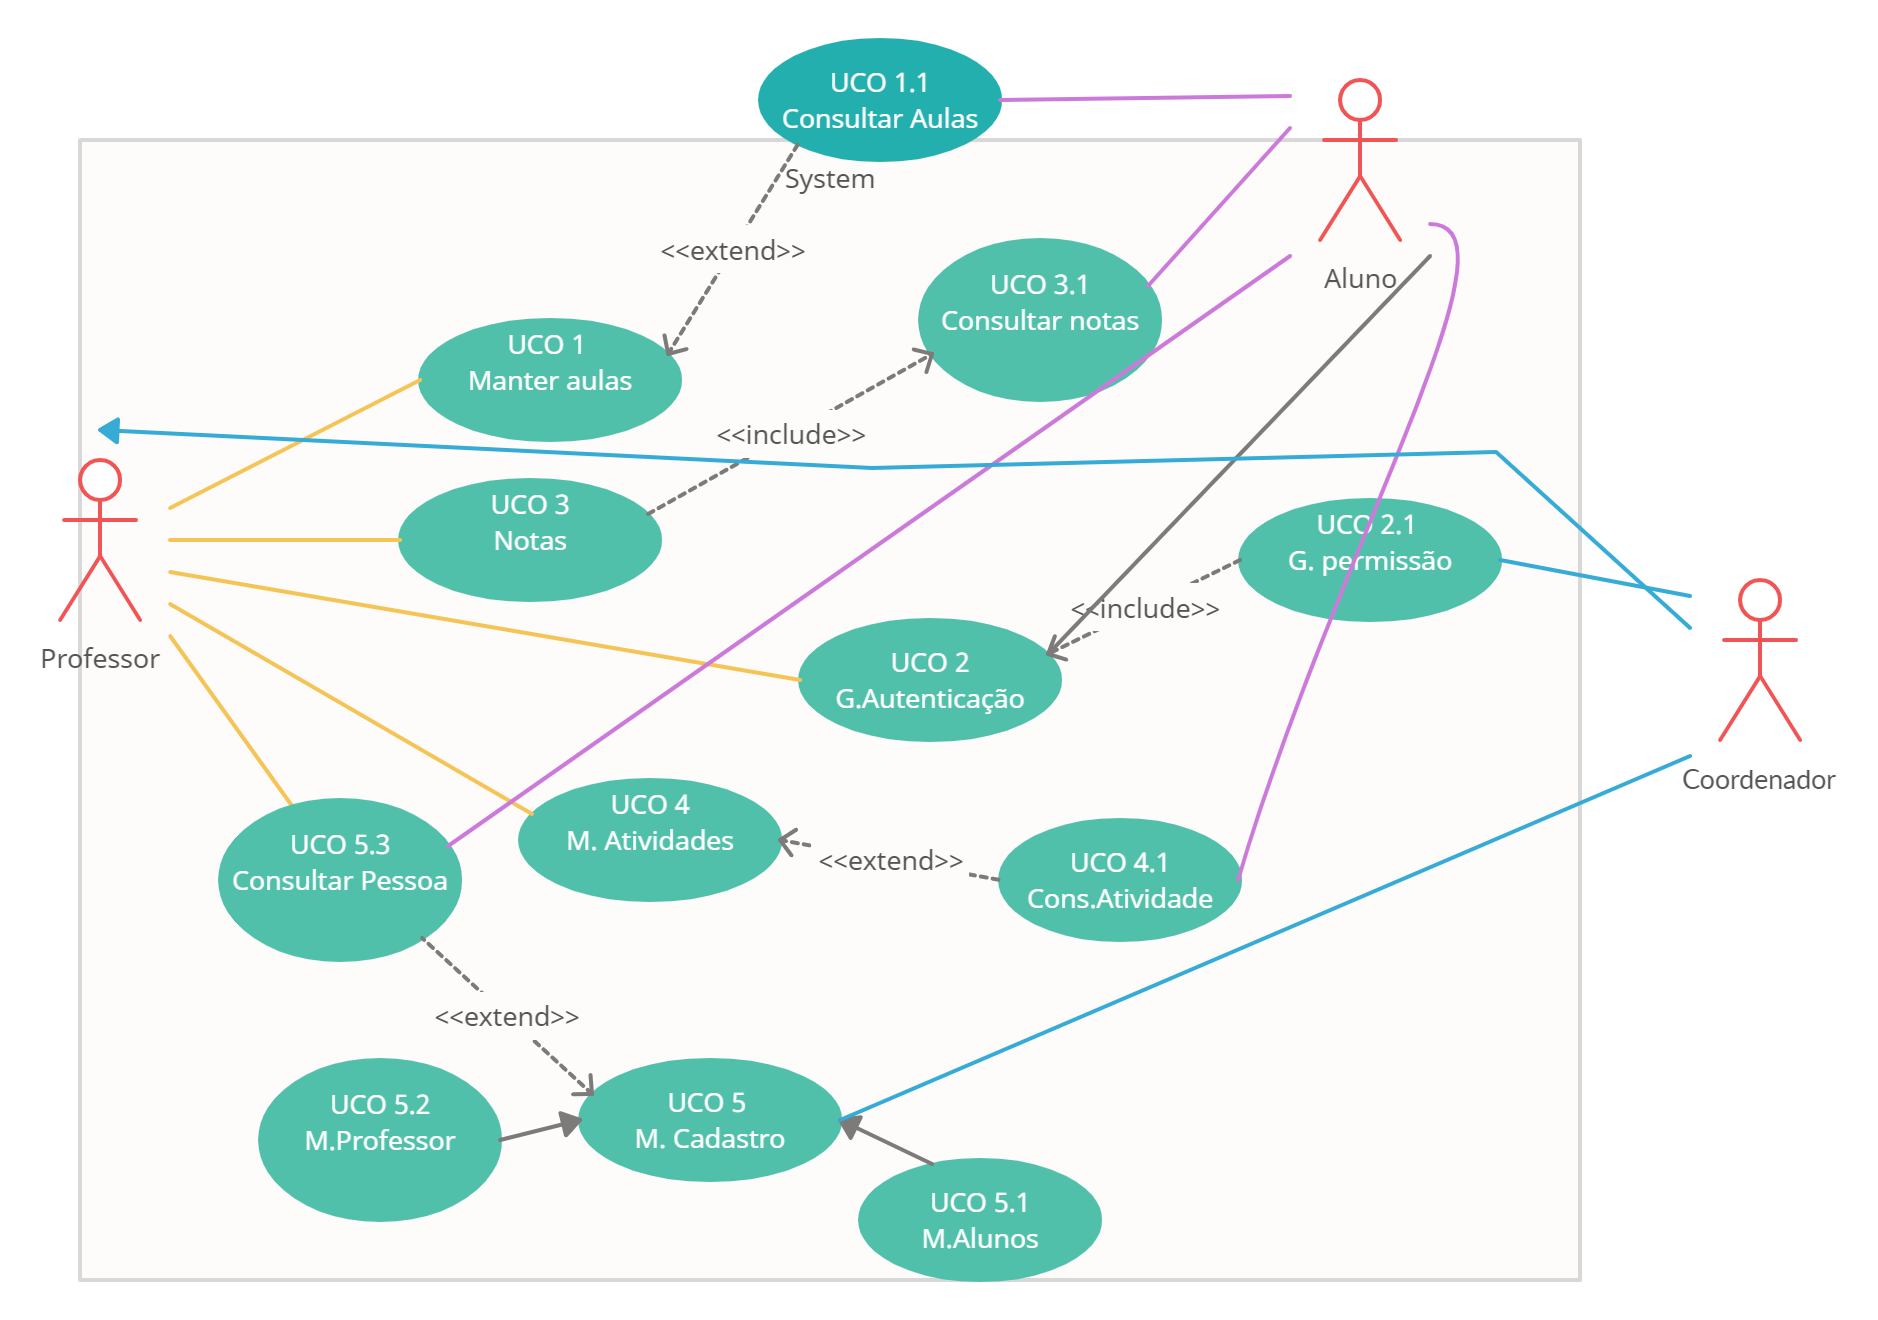 UCO 1.1
Consultar Aulas
System
<<extend>>
Aluno
UCO 3.1
Consultar notas
UCO 1
Manter aulas
<<include>>
UCO 3
Notas
UCO 2.1
G. permissão
<<include>>
Professor
UCO 2
G.Autenticação
Coordenador
UCO 4
M. Atividades
UCO 5.3
Consultar Pessoa
<<extend>>
UCO 4.1
Cons.Atividade
<<extend>>
UCO 5.2
M.Professor
UCO 5
M. Cadastro
UCO 5.1
M.Alunos